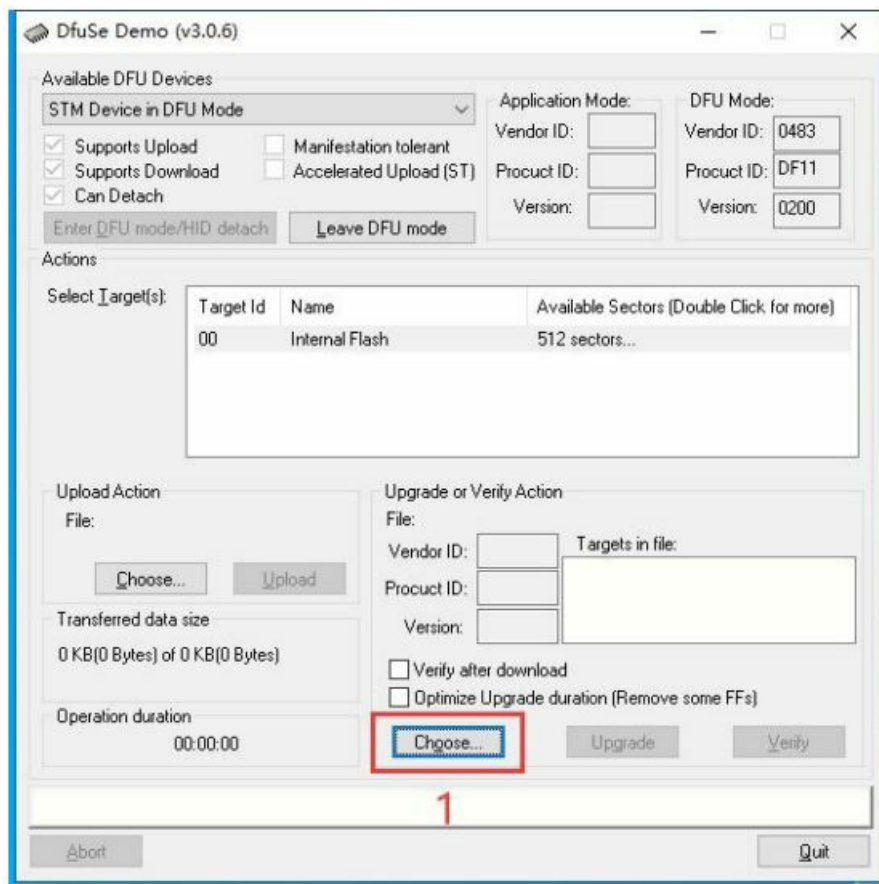 DfuSe Demo (v3.0.6)
Available DFU Devices
STM Device in DFU Mode
Supports Upload
Manifestation tolerant
Supports Download
Accelerated Upload (ST)
Can Detach
Enter DFU mode/HID detach
Leave DFU mode
Application Mode:
Vendor ID:
Procuct ID:
Version:
DFU Mode:
Vendor ID: 0483
Procuct ID: DF11
Version: 0200
Actions
Select Target(s):
Target Id Name Available Sectors (Double Click for more)
00 Internal Flash 512 sectors...
Upload Action
File:
Choose... Upload
Transferred data size
0 KB(0 Bytes) of 0 KB(0 Bytes)
Operation duration
00:00:00
Upgrade or Verify Action
File:
Vendor ID:
Procuct ID:
Version:
Targets in file:
Verify after download
Optimize Upgrade duration (Remove some FFs)
Choose... Upgrade Verify
1
Abort Quit